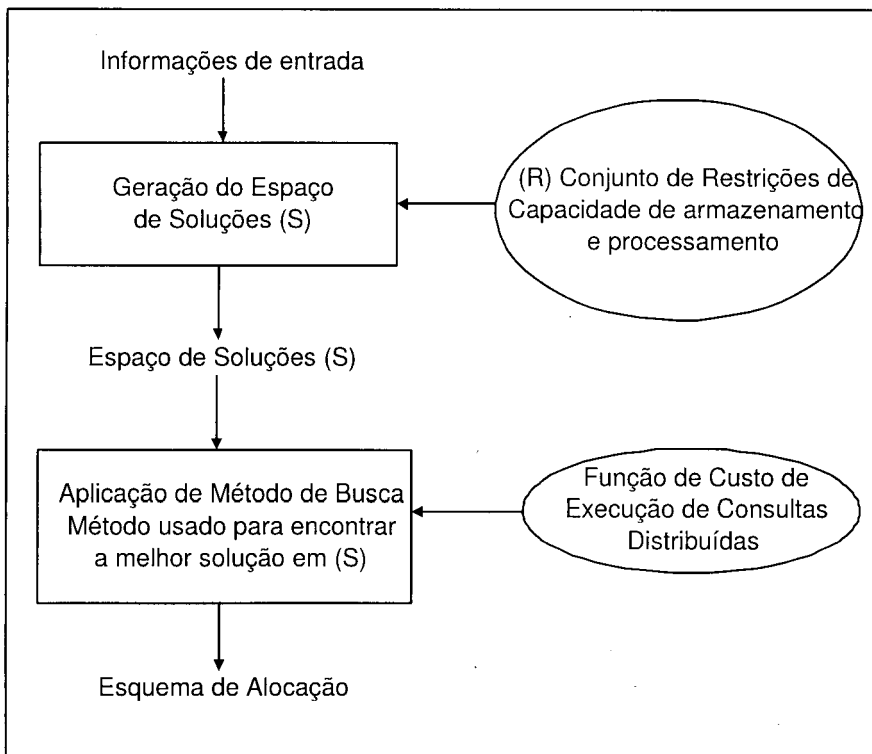 Informações de entrada
Geração do Espaço
de Soluções (S)
(R) Conjunto de Restrições de
Capacidade de armazenamento
e processamento
Espaço de Soluções (S)
Aplicação de Método de Busca
Método usado para encontrar
a melhor solução em (S)
Função de Custo de
Execução de Consultas
Distribuídas
Esquema de Alocação